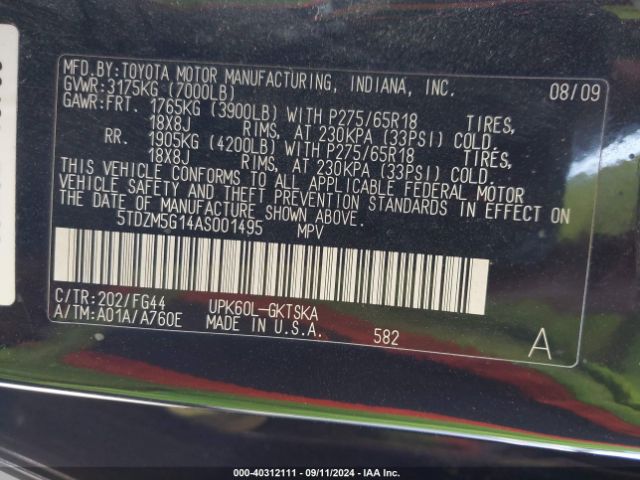 MFD. BY: TOYOTA MOTOR MANUFACTURING, INDIANA, INC. 08/09
GVWR: 3175KG (7000LB)
GAWR: FRT. 1765KG (3900LB) WITH P275/65R18 TIRES,
18X8J RIMS, AT 230KPA (33PSI) COLD.
RR. 1905KG (4200LB) WITH P275/65R18 TIRES,
18X8J RIMS, AT 230KPA (33PSI) COLD.
THIS VEHICLE CONFORMS TO ALL APPLICABLE FEDERAL MOTOR
VEHICLE SAFETY AND THEFT PREVENTION STANDARDS IN EFFECT ON
THE DATE OF MANUFACTURE SHOWN ABOVE.
5TDZM5G14AS001495 MPV
C/TR: 202/FG44 UPK60L-GKTSKA
A/TM: A01A/A760E MADE IN U.S.A. 582 A
000-40312111 - 09/11/2024 - IAA Inc.